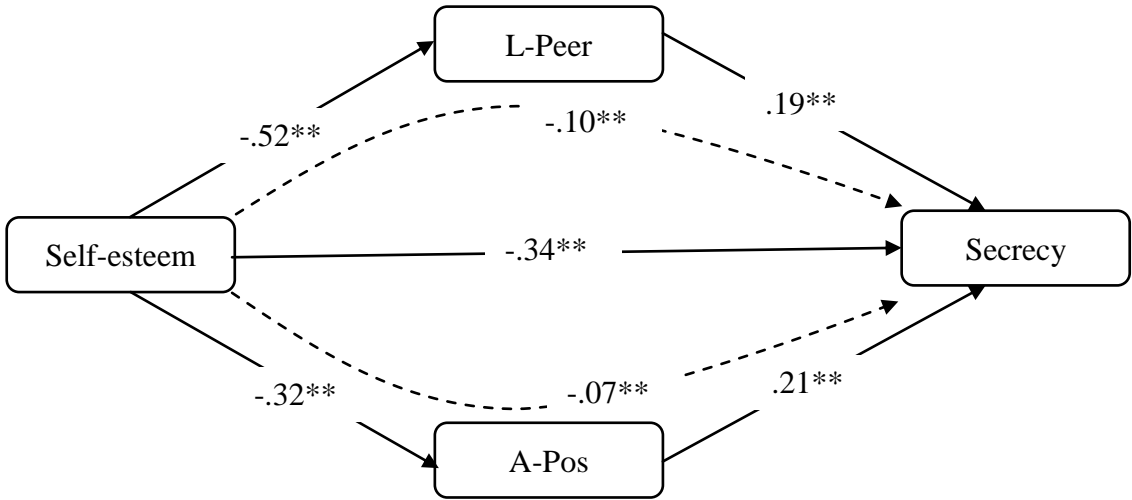 L-Peer
-.52**
-.10**
.19**
Self-esteem
-.34**
Secrecy
-.32**
-.07**
.21**
A-Pos